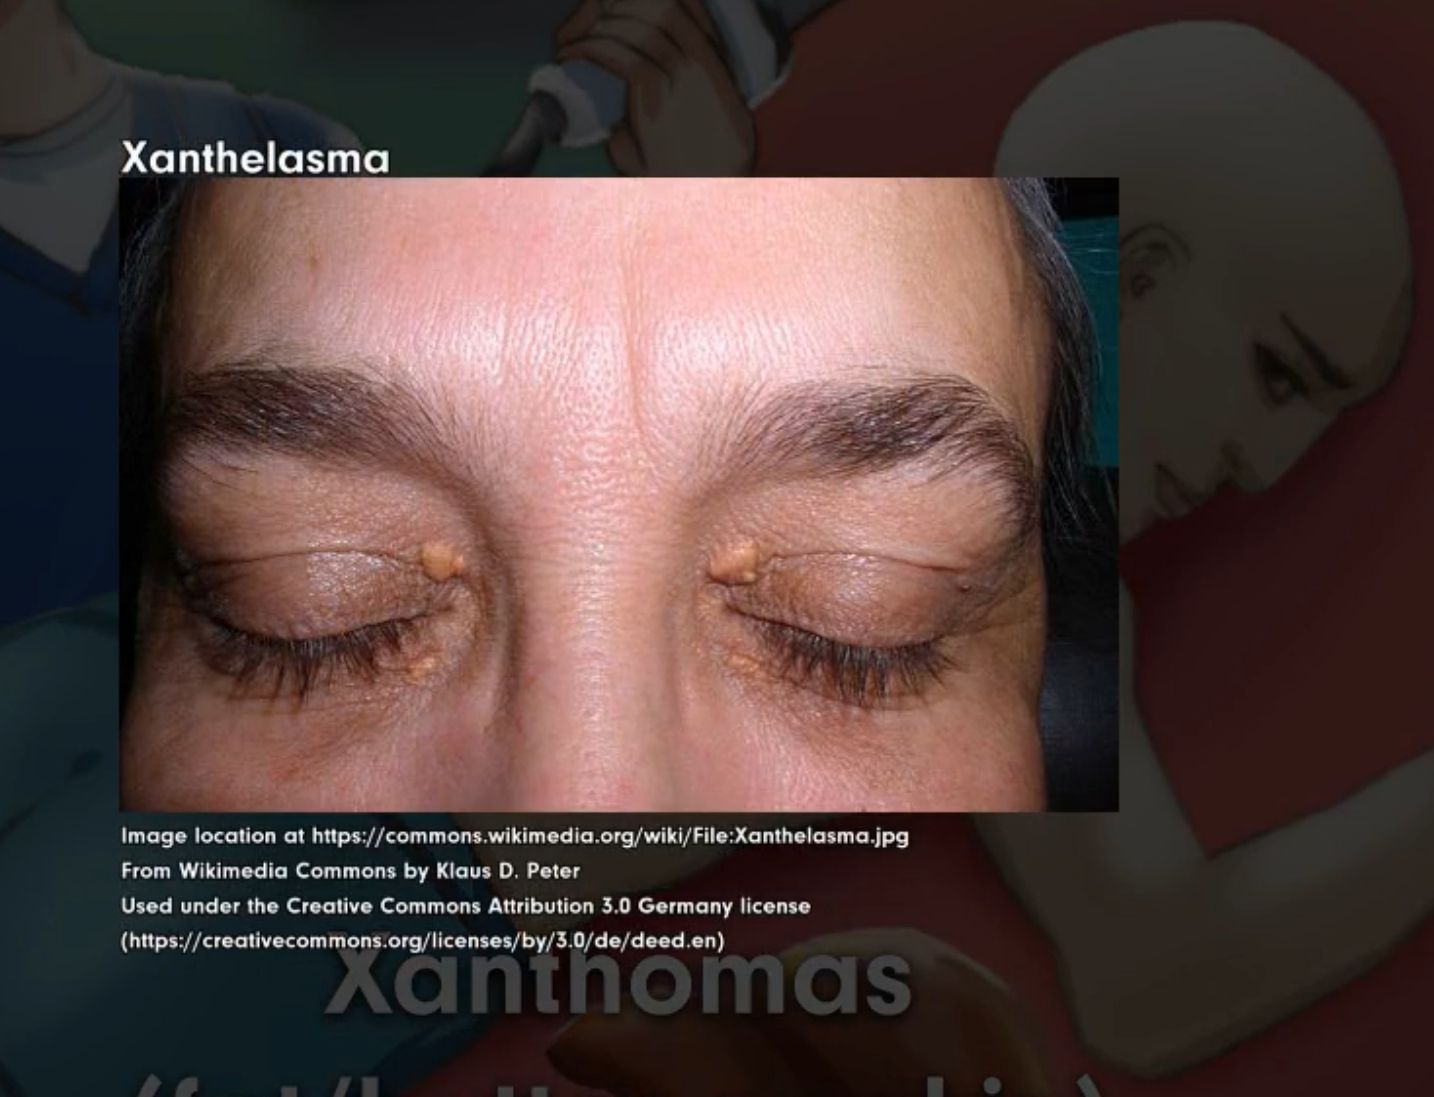 Xanthelasma
Image location at https://commons.wikimedia.org/wiki/File:Xanthelasma.jpg
From Wikimedia Commons by Klaus D. Peter
Used under the Creative Commons Attribution 3.0 Germany license
(https://creativecommons.org/licenses/by/3.0/de/deed.en)
Xanthomas